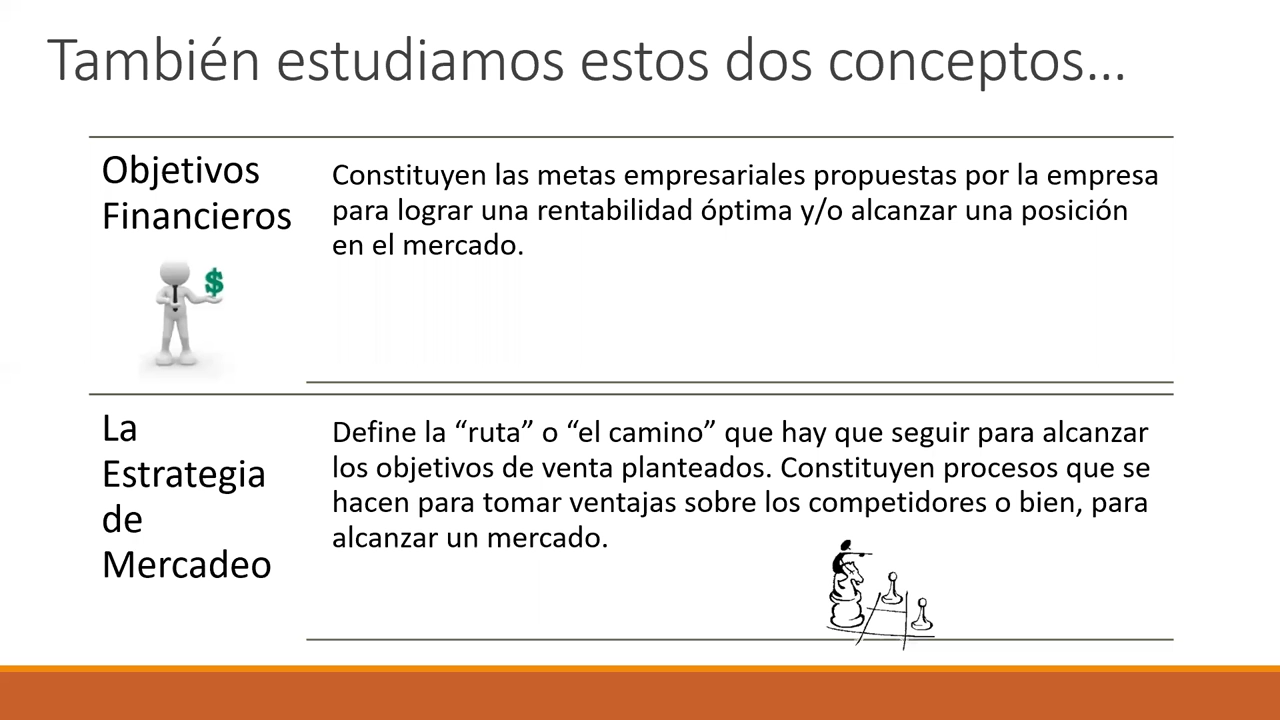 También estudiamos estos dos conceptos...
Objetivos
Financieros
Constituyen las metas empresariales propuestas por la empresa
para lograr una rentabilidad óptima y/o alcanzar una posición
en el mercado.
$
La
Estrategia
de
Mercadeo
Define la “ruta” o “el camino” que hay que seguir para alcanzar
los objetivos de venta planteados. Constituyen procesos que se
hacen para tomar ventajas sobre los competidores o bien, para
alcanzar un mercado.